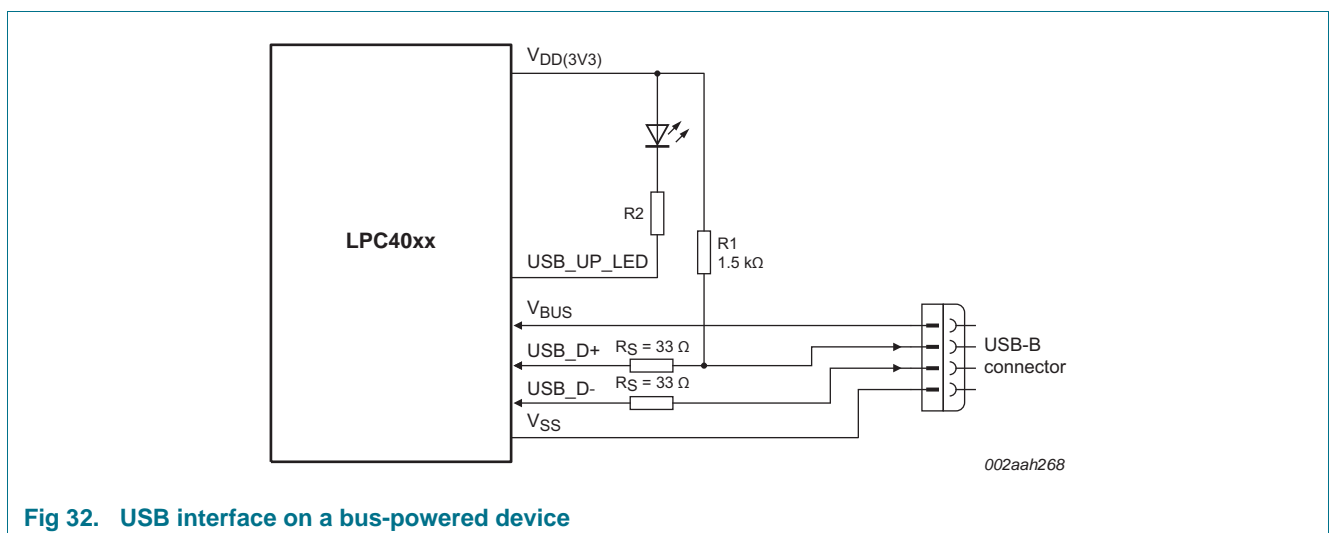 VDD(3V3)
R2
LPC40xx
R1
1.5 kΩ
USB_UP_LED
VBUS
USB_D+
RS = 33 Ω
USB-B
connector
USB_D-
RS = 33 Ω
VSS
002aah268
Fig 32. USB interface on a bus-powered device